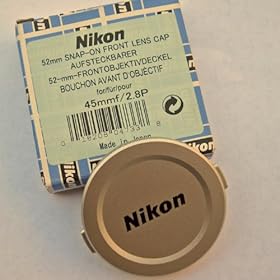 Nikon
52mm SNAP-ON FRONT LENS CAP
AUFSTECKBARER
52-mm-FRONTOBJEKTIVDECKEL
BOUCHON AVANT D'OBJECTIF
for/für/pour
45mmf/2.8P
Made in Japan
Nikon